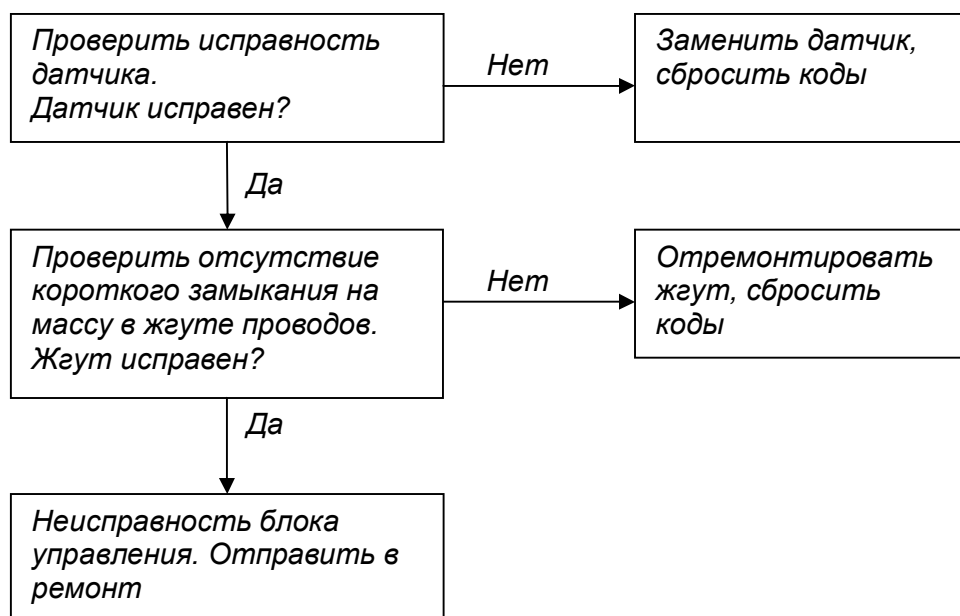 Проверить исправность
датчика.
Датчик исправен?
Нет
Заменить датчик,
сбросить коды
Да
Проверить отсутствие
короткого замыкания на
массу в жгуте проводов.
Жгут исправен?
Нет
Отремонтировать
жгут, сбросить
коды
Да
Неисправность блока
управления. Отправить в
ремонт